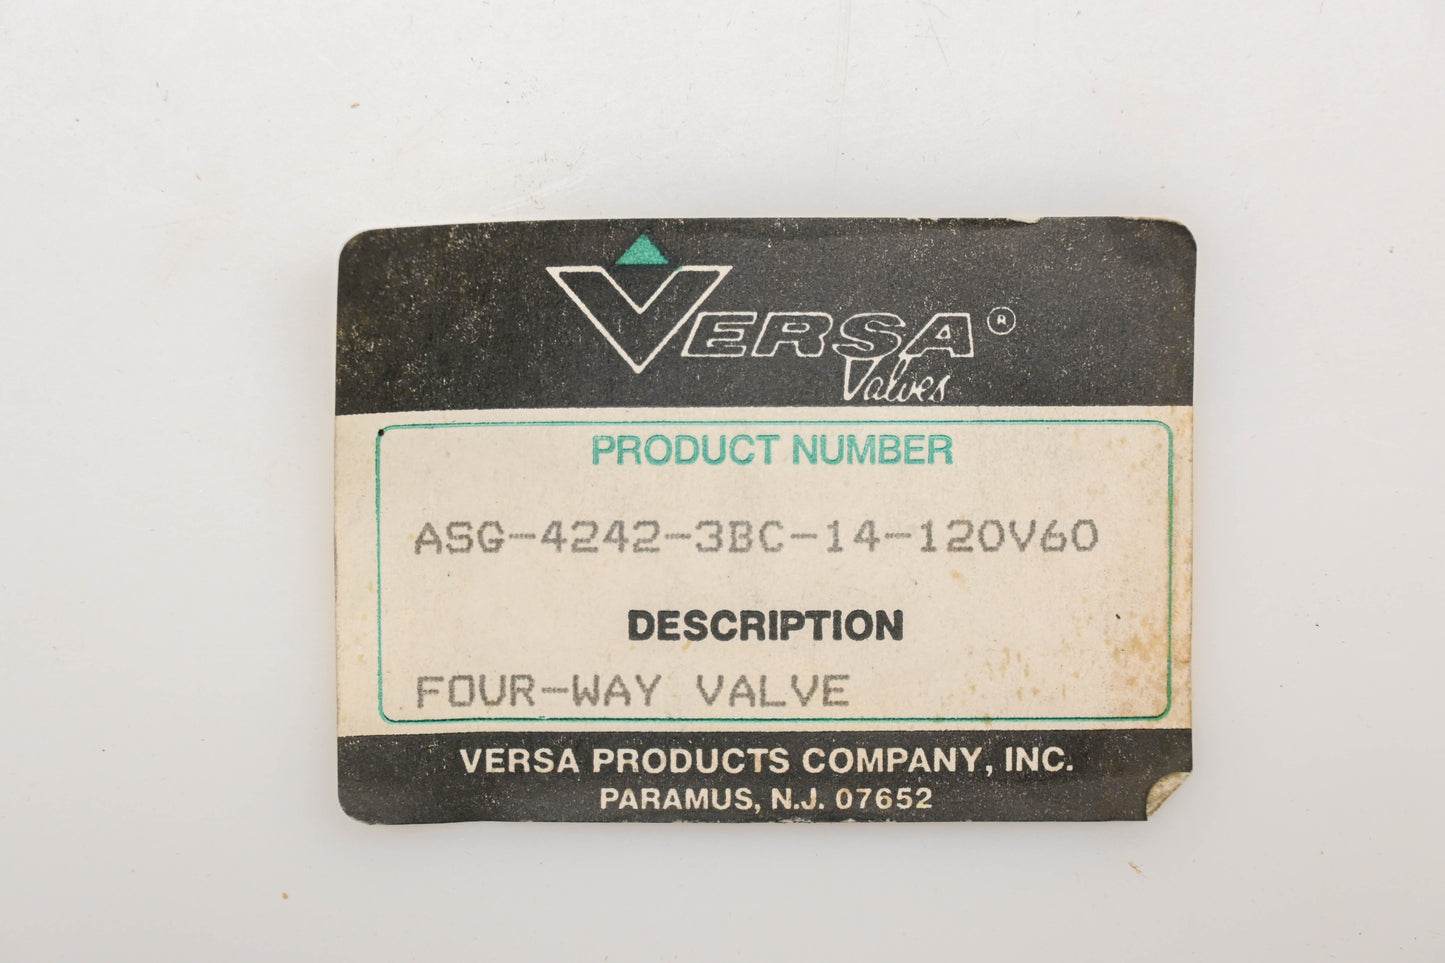 VERSA®
Valves
PRODUCT NUMBER
ASG-4242-3BC-14-120V60
DESCRIPTION
FOUR-WAY VALVE
VERSA PRODUCTS COMPANY, INC.
PARAMUS, N.J. 07652